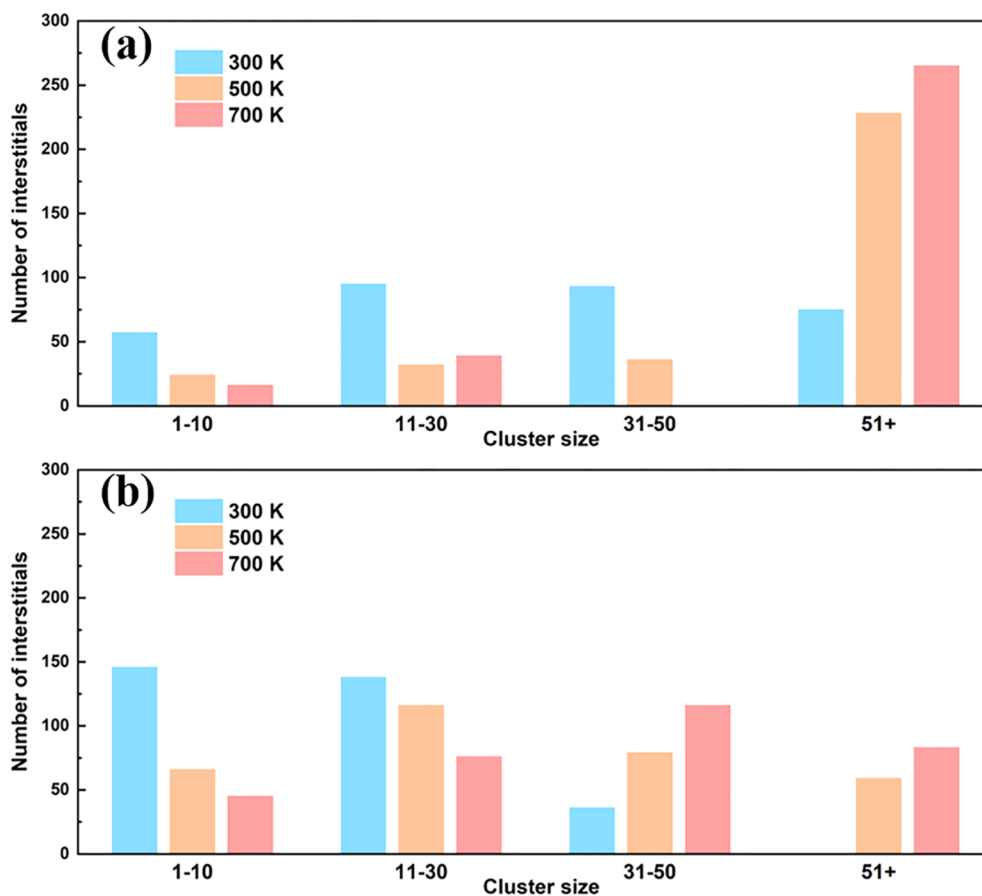 (a)
300 K
500 K
700 K
Number of interstitials
300
250
200
150
100
50
0
1-10 11-30 31-50 51+
Cluster size
(b)
300 K
500 K
700 K
Number of interstitials
300
250
200
150
100
50
0
1-10 11-30 31-50 51+
Cluster size